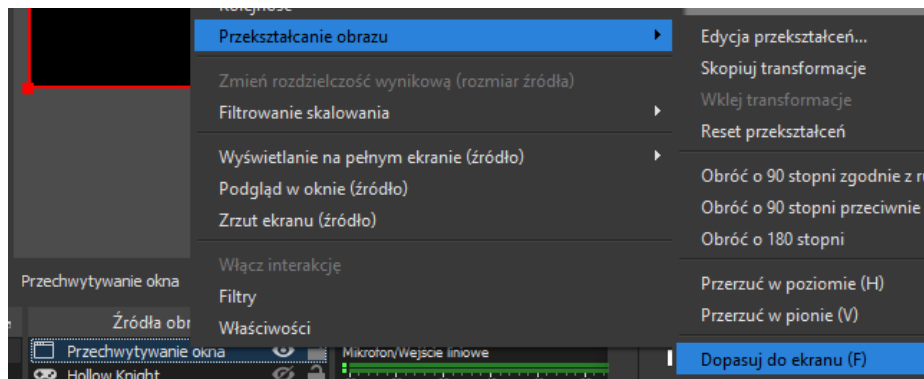 Przekształcanie obrazu
Zmień rozdzielczość wynikową (rozmiar źródła)
Filtrowanie skalowania
Wyświetlanie na pełnym ekranie (źródło)
Podgląd w oknie (źródło)
Zrzut ekranu (źródło)
Włącz interakcję
Filtry
Właściwości
Edycja przekształceń...
Skopiuj transformacje
Wklej transformacje
Reset przekształceń
Obróć o 90 stopni zgodnie z
Obróć o 90 stopni przeciwnie
Obróć o 180 stopni
Przerzuć w poziomie (H)
Przerzuć w pionie (V)
Dopasuj do ekranu (F)
Przechwytywanie okna
Źródła
Przechwytywanie okna
Hollow Knight
Mikrofon/Wejście liniowe